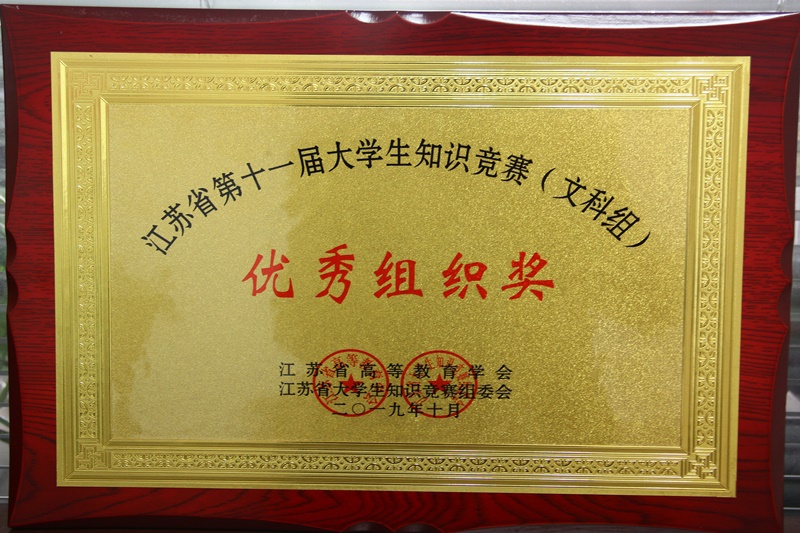 江苏省第十一届大学生知识竞赛（文科组）
优秀组织奖
江苏省高等教育学会
江苏省大学生知识竞赛组委会
二〇一九年十月